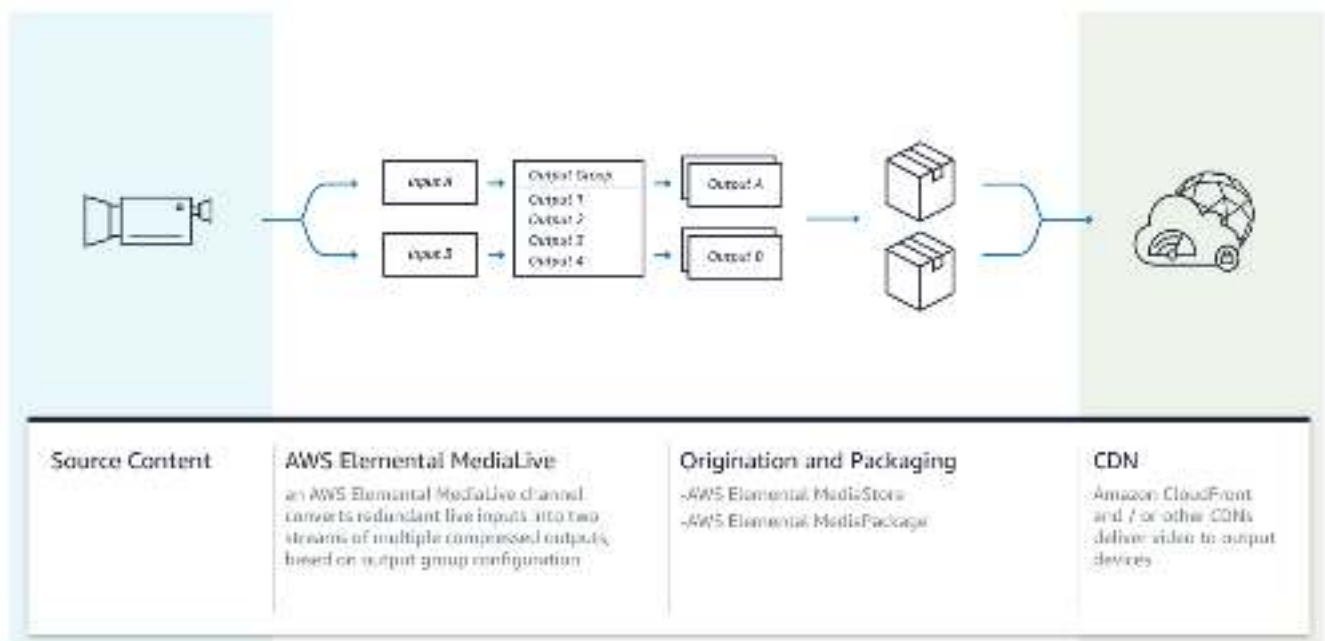 Input A
Input B
Output Group
Output 1
Output 2
Output 3
Output 4
Output A
Output B
Source Content
AWS Elemental MediaLive
an AWS Elemental MediaLive channel
converts redundant live inputs into two
streams of multiple compressed outputs,
based on output group configuration
Origination and Packaging
-AWS Elemental MediaStore
-AWS Elemental MediaPackage
CDN
Amazon CloudFront
and / or other CDNs
deliver video to output
devices